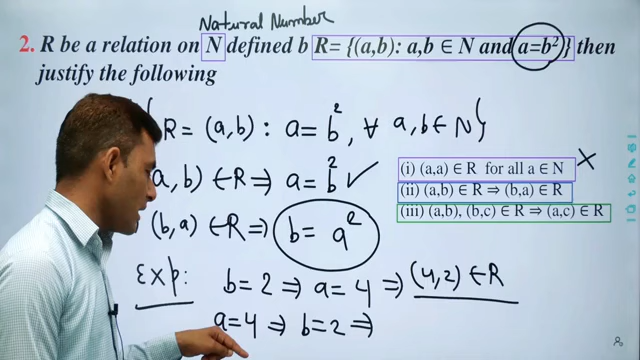 Natural Number
2. R be a relation on N defined b R= {(a,b): a,b ∈ N and (a=b²)} then
justify the following
{ R = (a,b) : a = b², ∀ a,b ∈ N }
(a, b) ∈ R ⇒ a = b² ✓
(b, a) ∈ R ⇒ b = a²
(i) (a,a) ∈ R for all a ∈ N ×
(ii) (a,b) ∈ R ⇒ (b,a) ∈ R
(iii) (a,b), (b,c) ∈ R ⇒ (a,c) ∈ R
Exp:
b = 2 ⇒ a = 4 ⇒ (4,2) ∈ R
a = 4 ⇒ b = 2 ⇒